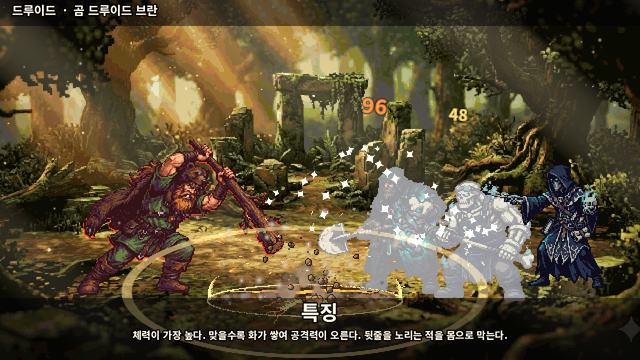 드루이드 · 곰 드루이드 브란
96
48
특징
체력이 가장 높다. 맞을수록 화가 쌓여 공격력이 오른다. 뒷줄을 노리는 적을 몸으로 막는다.